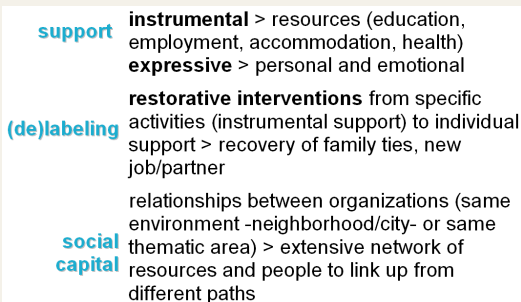 support
instrumental > resources (education,
employment, accommodation, health)
expressive > personal and emotional
(de)labeling
restorative interventions from specific
activities (instrumental support) to individual
support > recovery of family ties, new
job/partner
social
capital
relationships between organizations (same
environment -neighborhood/city- or same
thematic area) > extensive network of
resources and people to link up from
different paths